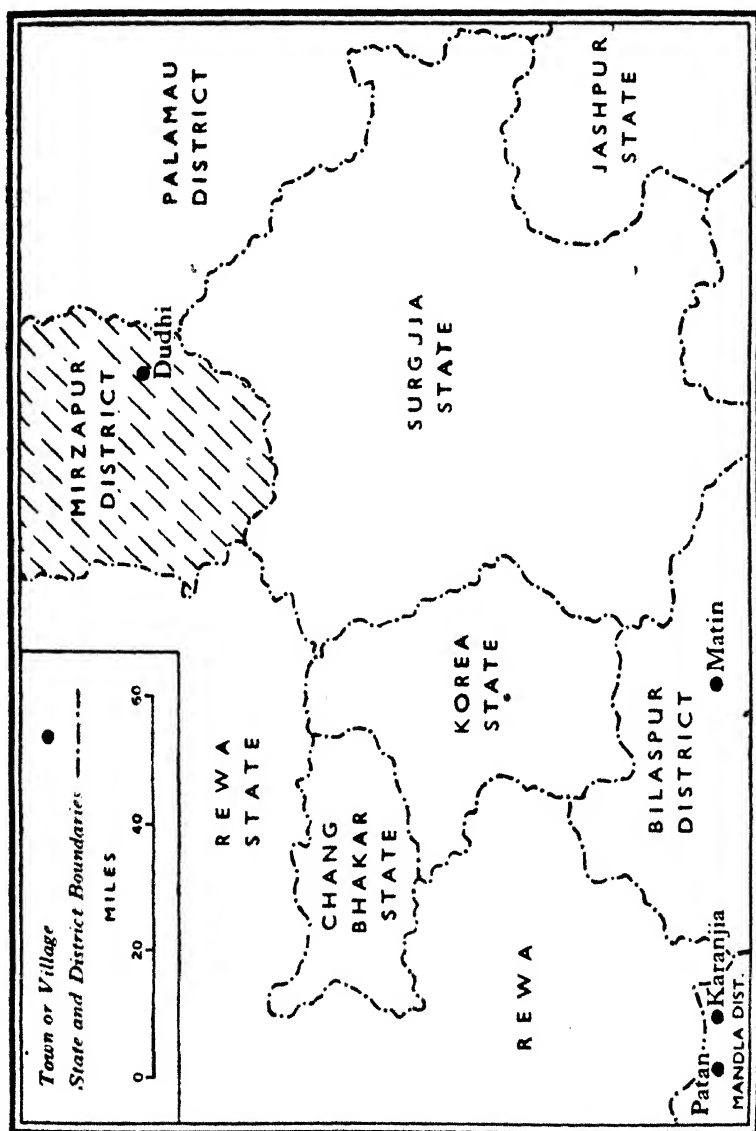 Town or Village
State and District Boundaries
MILES
0 20 40 60
PALAMAU
DISTRICT
MIRZAPUR
DISTRICT
Dudhi
JASHPUR
STATE
SURGJIA
STATE
REWA
STATE
CHANG
BHAKAR
STATE
KOREA
STATE
REWA
BILASPUR
DISTRICT
Matin
Patan
Karanjia
MANDLA DIST.